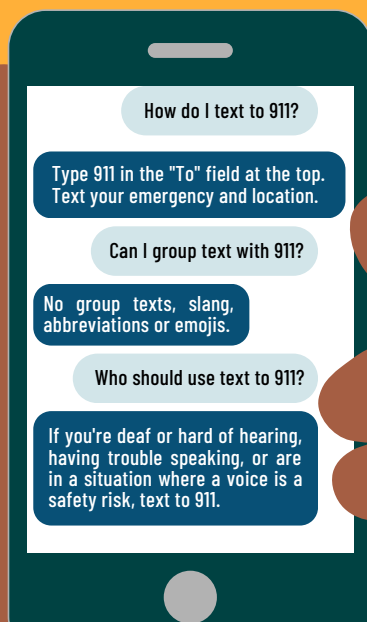 How do I text to 911?
Type 911 in the "To" field at the top.
Text your emergency and location.
Can I group text with 911?
No group texts, slang,
abbreviations or emojis.
Who should use text to 911?
If you're deaf or hard of hearing,
having trouble speaking, or are
in a situation where a voice is a
safety risk, text to 911.